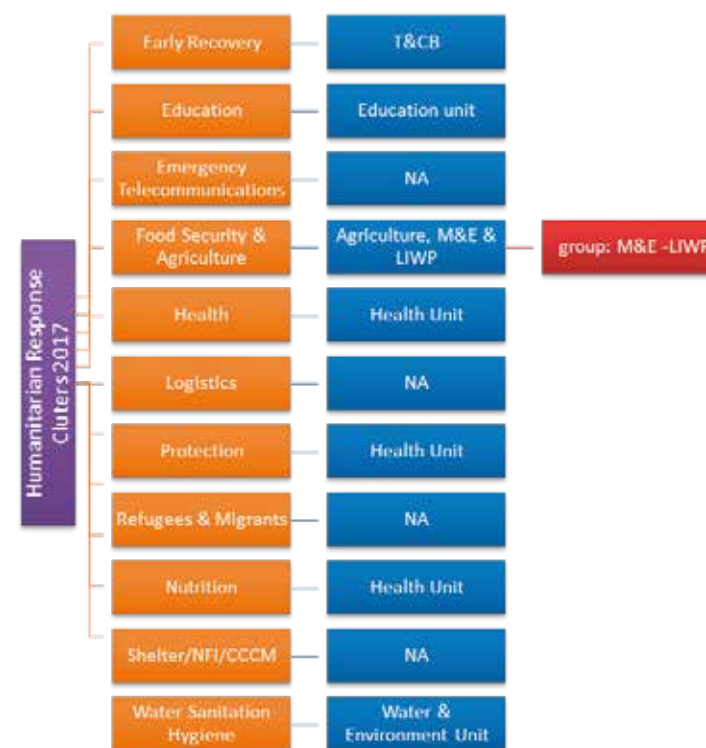 Humanitarian Response
Cluters 2017
Early Recovery
T&CB
Education
Education unit
Emergency
Telecommunications
NA
Food Security &
Agriculture
Agriculture, M&E &
LIWP
group: M&E -LIWP
Health
Health Unit
Logistics
NA
Protection
Health Unit
Refugees & Migrants
NA
Nutrition
Health Unit
Shelter/NFI/CCCM
NA
Water Sanitation
Hygiene
Water &
Environment Unit